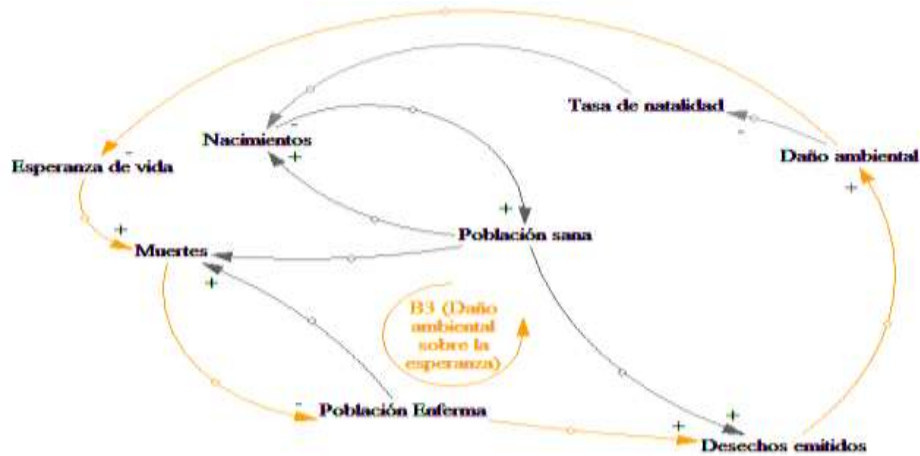 Tasa de natalidad
Nacimientos
-
-
+
Esperanza de vida
-
Daño ambiental
+
+
Población sana
+
Muertes
+
B3 (Daño
ambiental
sobre la
esperanza)
-
Población Enferma
+
+
Desechos emitidos